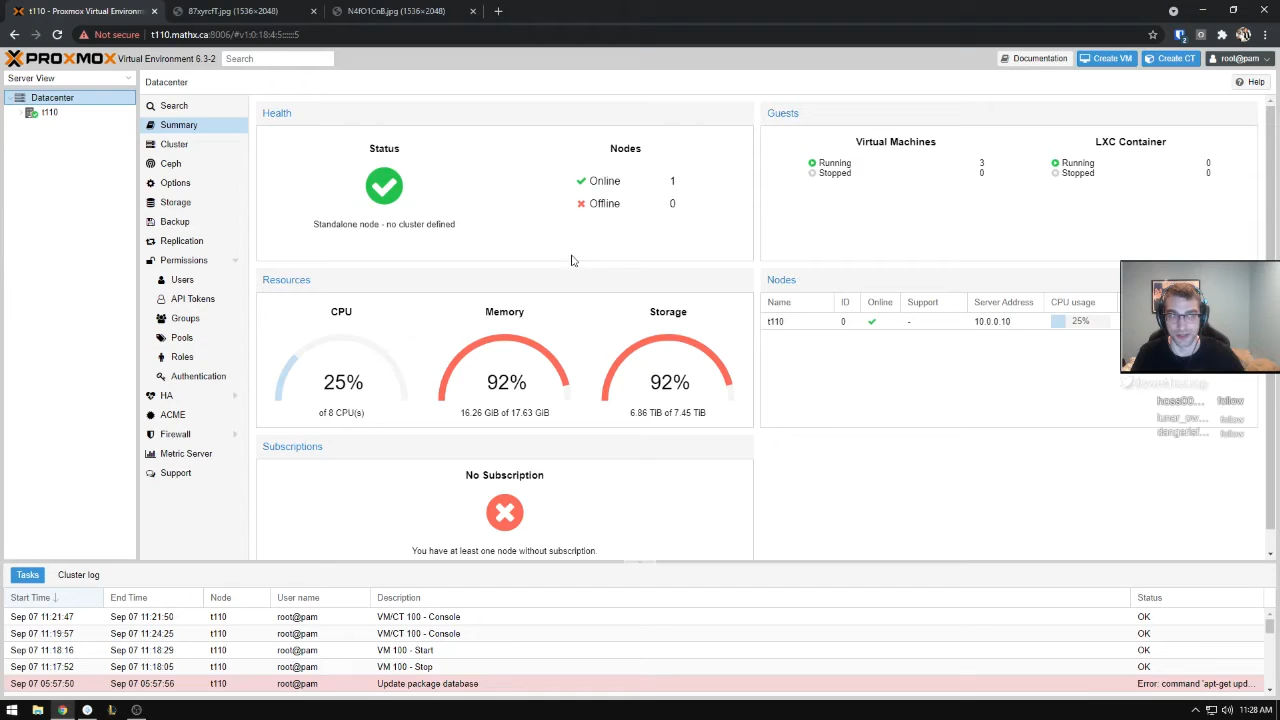 t110 - Proxmox Virtual Environm
87xyrcfT.jpg (1536×2048)
N4fO1CnB.jpg (1536×2048)
Not secure
t110.mathx.ca:8006/#v1:0:18:4:::::::5
PROXMOX Virtual Environment 6.3-2
Search
Documentation
Create VM
Create CT
root@pam
Server View
Datacenter
Help
Datacenter
t110
Search
Summary
Cluster
Ceph
Options
Storage
Backup
Replication
Permissions
Users
API Tokens
Groups
Pools
Roles
Authentication
HA
ACME
Firewall
Metric Server
Support
Health
Status
Standalone node - no cluster defined
Nodes
Online 1
Offline 0
Guests
Virtual Machines
Running 3
Stopped 0
LXC Container
Running 0
Stopped 0
Resources
CPU
25%
of 8 CPU(s)
Memory
92%
16.26 GiB of 17.63 GiB
Storage
92%
6.86 TiB of 7.45 TiB
Nodes
Name ID Online Support Server Address CPU usage
t110 0 - 10.0.0.10 25%
hoss00... follow
lunar_ow... follow
follow
Subscriptions
No Subscription
You have at least one node without subscription.
Tasks
Cluster log
Start Time End Time Node User name Description Status
Sep 07 11:21:47 Sep 07 11:21:50 t110 root@pam VM/CT 100 - Console OK
Sep 07 11:19:57 Sep 07 11:24:25 t110 root@pam VM/CT 100 - Console OK
Sep 07 11:18:16 Sep 07 11:18:29 t110 root@pam VM 100 - Start OK
Sep 07 11:17:52 Sep 07 11:18:05 t110 root@pam VM 100 - Stop OK
Sep 07 05:57:50 Sep 07 05:57:56 t110 root@pam Update package database Error: command 'apt-get upd...
11:28 AM